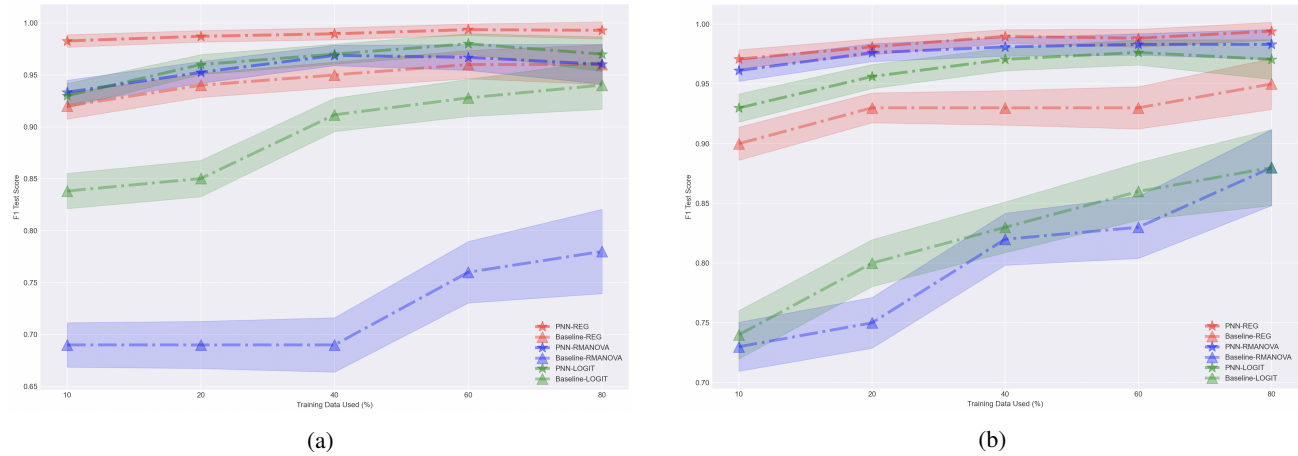 1.00
0.95
0.90
0.85
0.80
0.75
0.70
0.65
F1 Test Score
10
20
40
60
80
Training Data Used (%)
PNN-REG
Baseline-REG
PNN-RMANOVA
Baseline-RMANOVA
PNN-LOGIT
Baseline-LOGIT
(a)
1.00
0.95
0.90
0.85
0.80
0.75
0.70
F1 Test Score
10
20
40
60
80
Training Data Used (%)
PNN-REG
Baseline-REG
PNN-RMANOVA
Baseline-RMANOVA
PNN-LOGIT
Baseline-LOGIT
(b)